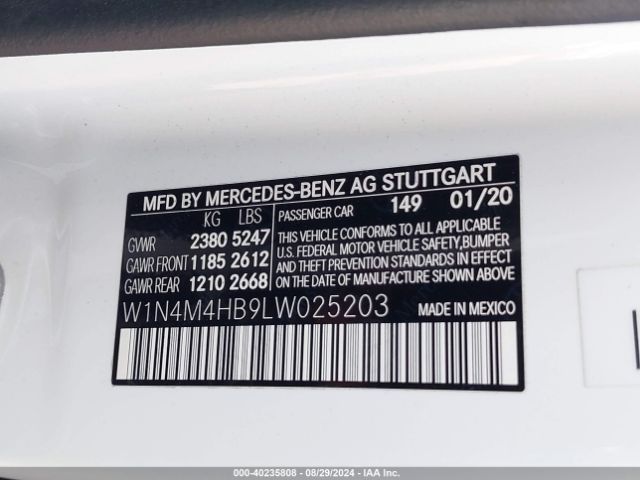 MFD BY MERCEDES-BENZ AG STUTTGART
KG LBS
PASSENGER CAR 149 01/20
GVWR 2380 5247
GAWR FRONT 1185 2612
GAWR REAR 1210 2668
THIS VEHICLE CONFORMS TO ALL APPLICABLE
U.S. FEDERAL MOTOR VEHICLE SAFETY, BUMPER
AND THEFT PREVENTION STANDARDS IN EFFECT
ON THE DATE OF MANUFACTURE SHOWN ABOVE.
W1N4M4HB9LW025203
MADE IN MEXICO
000-40235808 - 08/29/2024 - IAA Inc.